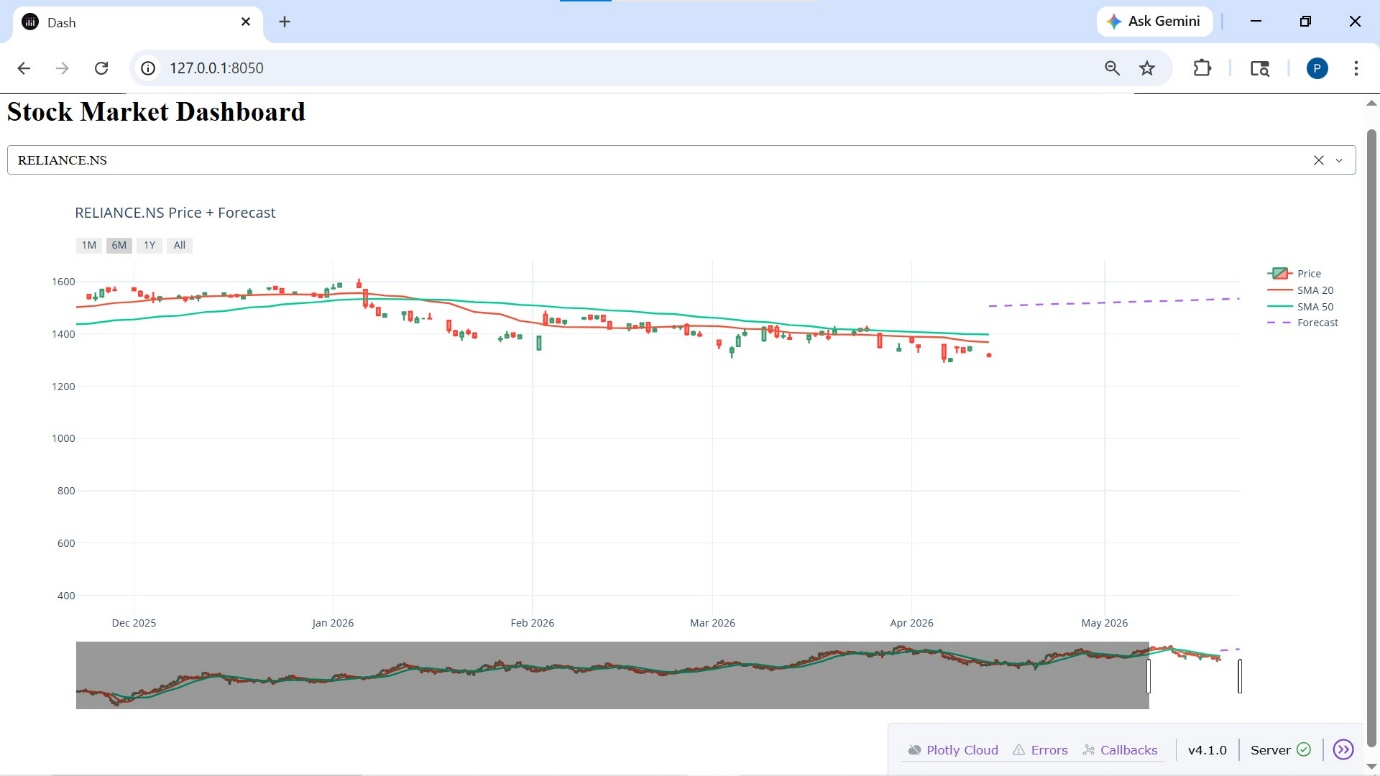 Dash
Ask Gemini
127.0.0.1:8050
P
Stock Market Dashboard
RELIANCE.NS
RELIANCE.NS Price + Forecast
1M 6M 1Y All
1600
1400
1200
1000
800
600
400
Price
SMA 20
SMA 50
Forecast
Dec 2025 Jan 2026 Feb 2026 Mar 2026 Apr 2026 May 2026
Plotly Cloud Errors Callbacks v4.1.0 Server